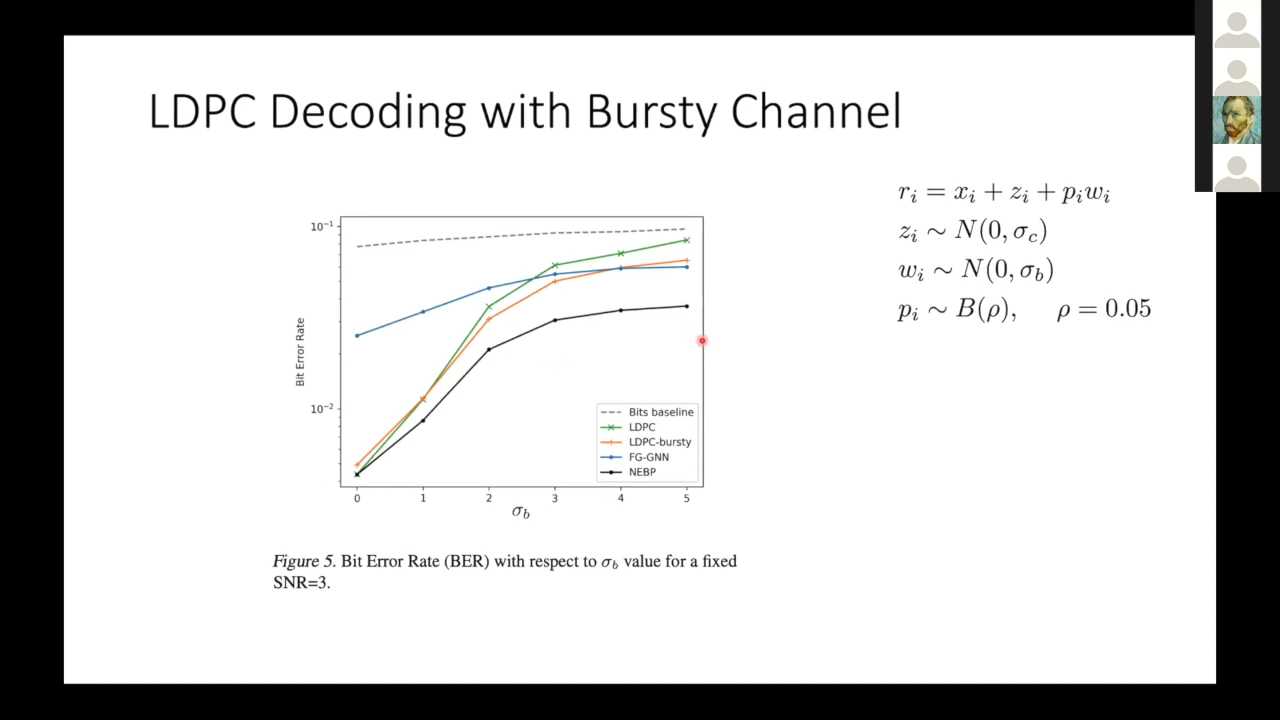 LDPC Decoding with Bursty Channel
r_i = x_i + z_i + p_i w_i
z_i ∼ N(0, σ_c)
w_i ∼ N(0, σ_b)
p_i ∼ B(ρ), ρ = 0.05
10⁻¹
10⁻²
Bit Error Rate
Bits baseline
LDPC
LDPC-bursty
FG-GNN
NEBP
0 1 2 3 4 5
σ_b
Figure 5. Bit Error Rate (BER) with respect to σ_b value for a fixed
SNR=3.